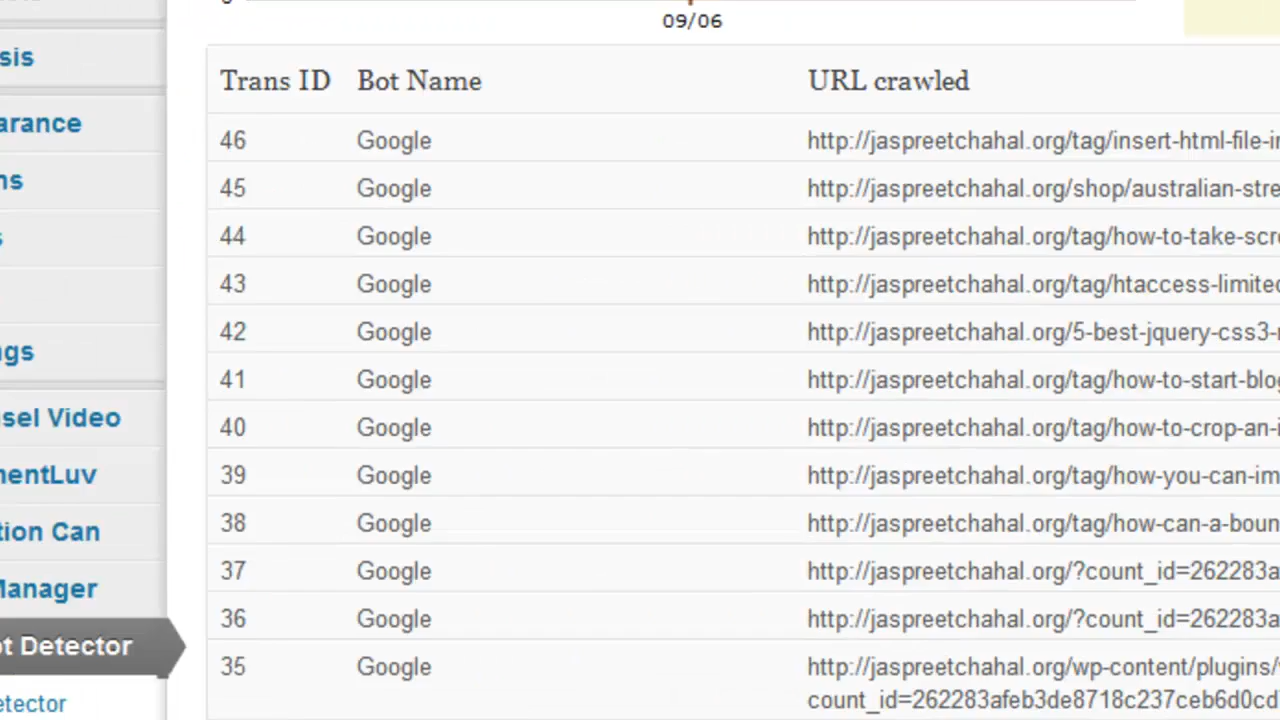 09/06
Trans ID Bot Name URL crawled
46 Google http://jaspreetchahal.org/tag/insert-html-file-i
45 Google http://jaspreetchahal.org/shop/australian-stre
44 Google http://jaspreetchahal.org/tag/how-to-take-scr
43 Google http://jaspreetchahal.org/tag/htaccess-limited
42 Google http://jaspreetchahal.org/5-best-jquery-css3-
41 Google http://jaspreetchahal.org/tag/how-to-start-blog
40 Google http://jaspreetchahal.org/tag/how-to-crop-an-i
39 Google http://jaspreetchahal.org/tag/how-you-can-im
38 Google http://jaspreetchahal.org/tag/how-can-a-boun
37 Google http://jaspreetchahal.org/?count_id=262283a
36 Google http://jaspreetchahal.org/?count_id=262283a
35 Google http://jaspreetchahal.org/wp-content/plugins/
count_id=262283afeb3de8718c237ceb6d0cd
sis
arance
ns
s
ngs
sel Video
nentLuv
tion Can
Manager
ot Detector
etector